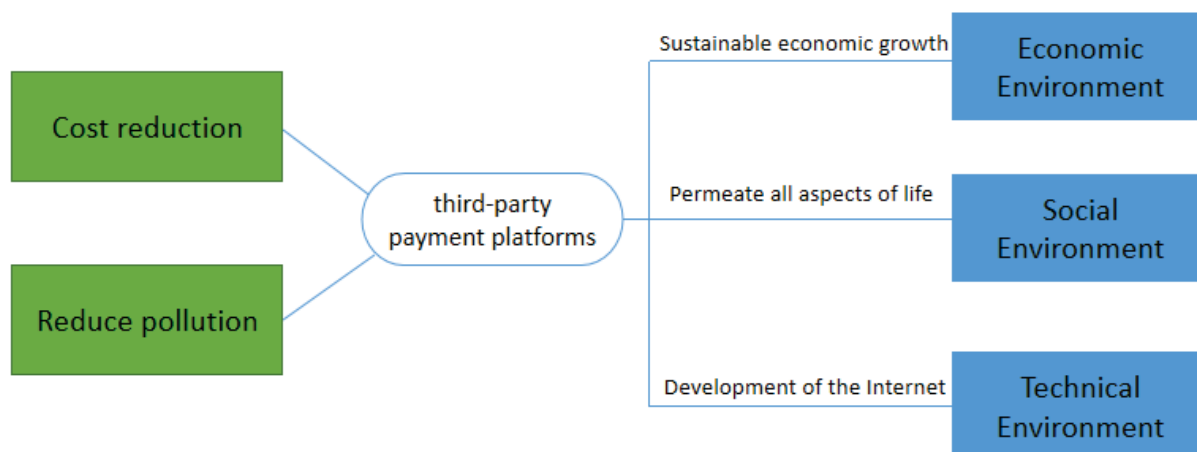 Cost reduction
Reduce pollution
third-party
payment platforms
Sustainable economic growth
Economic
Environment
Permeate all aspects of life
Social
Environment
Development of the Internet
Technical
Environment